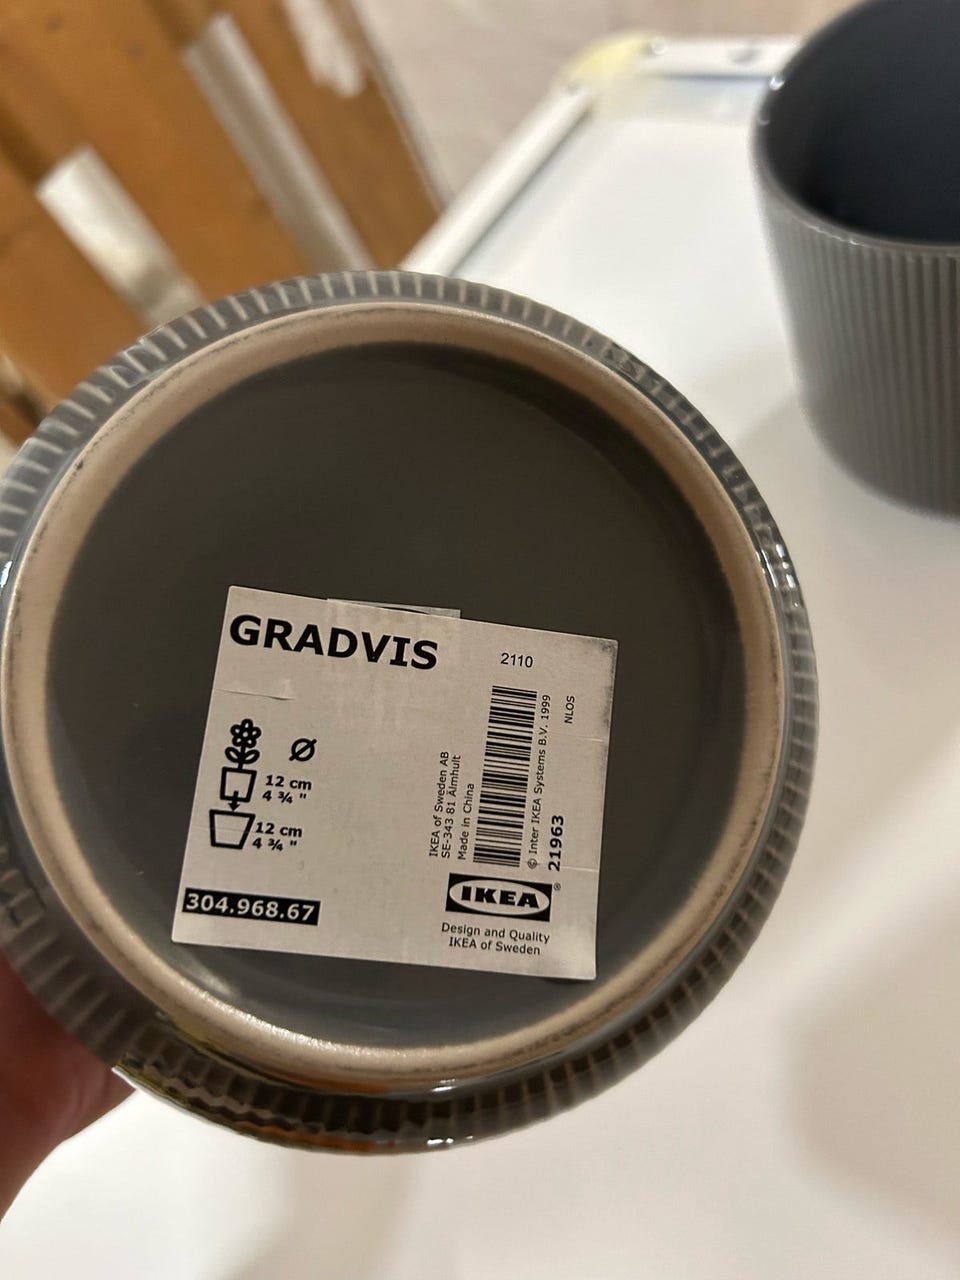 GRADVIS
2110
Ø
12 cm
4 ¾ "
12 cm
4 ¾ "
304.968.67
IKEA of Sweden AB
SE-343 81 Älmhult
Made in China
© Inter IKEA Systems B.V. 1999
21963
NLOS
IKEA®
Design and Quality
IKEA of Sweden